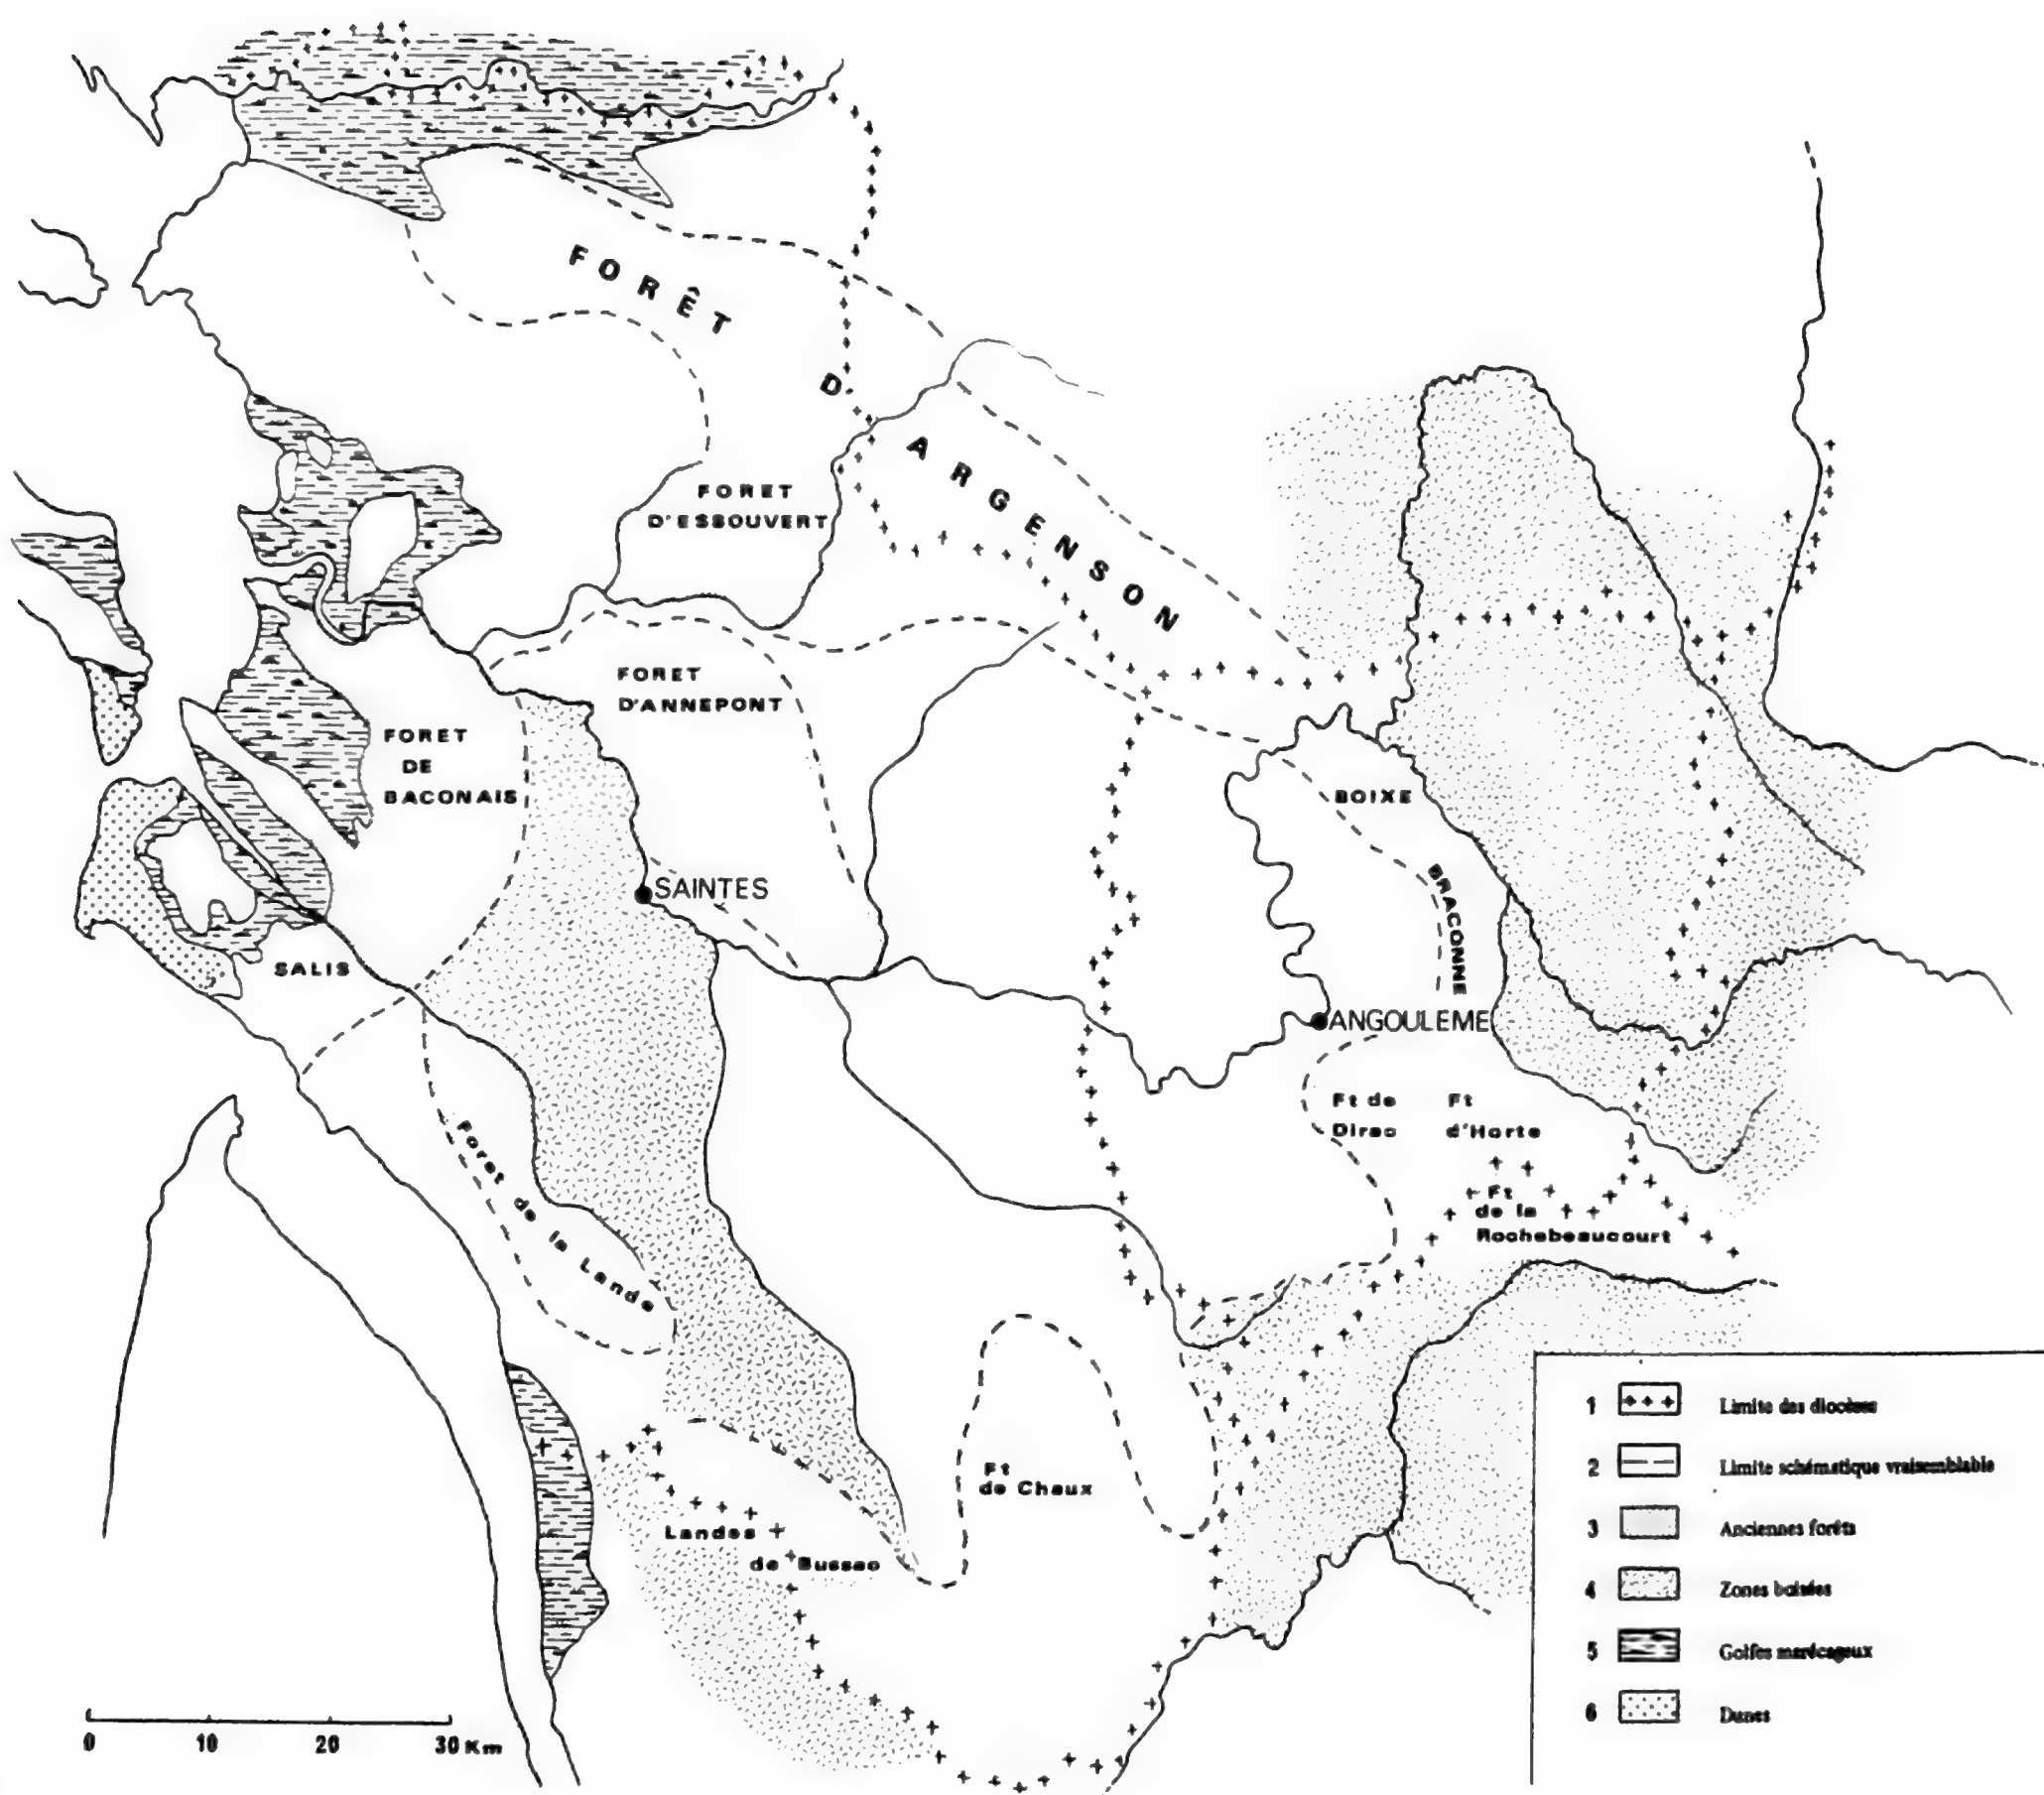 FORÊT
D'
ARGENSON
FORET
D'ESSOUVERT
FORET
D'ANNEPONT
FORET
DE
BACONAIS
BOIXE
BRACONNE
SAINTES
SALIS
ANGOULEME
Ft de
Dirac
Ft
d'Horte
Foret de la Lande
Ft
de la
Rochebeaucourt
Ft
de Chaux
Landes
de Bussac
1 Limite des diocèses
2 Limite schématique vraisemblable
3 Anciennes forêts
4 Zones boisées
5 Golfes marécageux
6 Dunes
0 10 20 30 Km